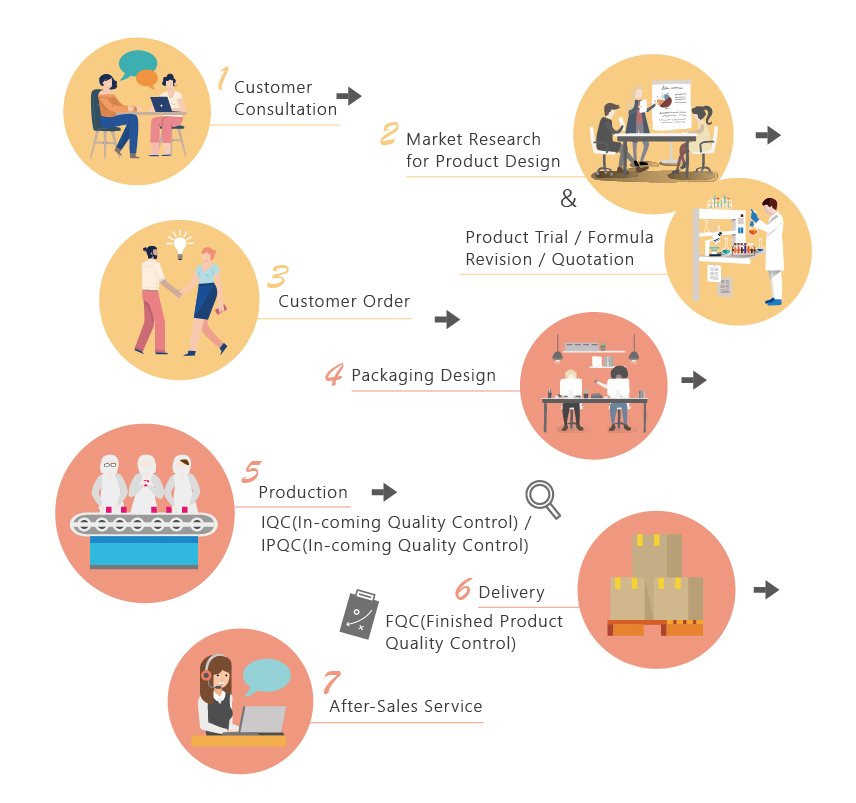 1
Customer
Consultation
2
Market Research
for Product Design
&
Product Trial / Formula
Revision / Quotation
3
Customer Order
4
Packaging Design
5
Production
IQC(In-coming Quality Control) /
IPQC(In-coming Quality Control)
6
Delivery
FQC(Finished Product
Quality Control)
7
After-Sales Service